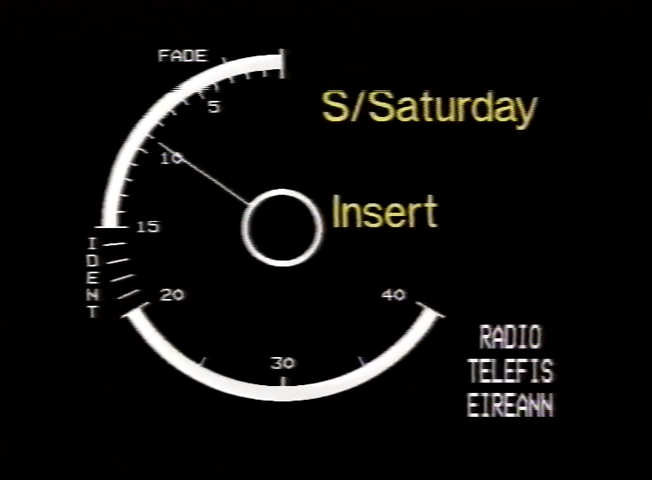 FADE
5
S/Saturday
10
Insert
15
IDENT
20
40
30
RADIO
TELEFIS
EIREANN